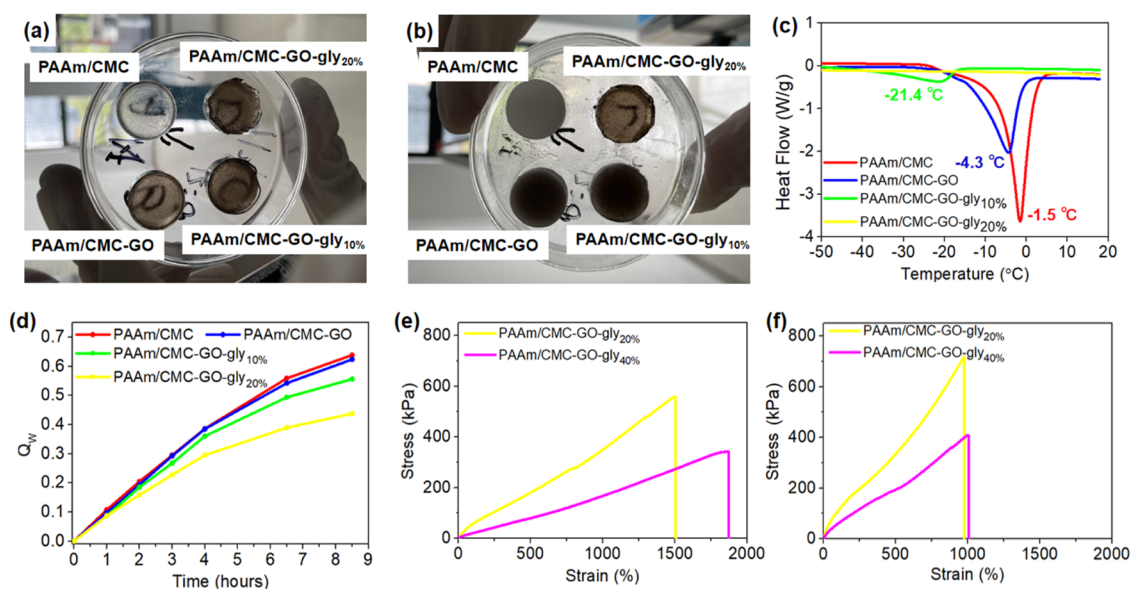 (a)
PAAm/CMC
PAAm/CMC-GO-gly20%
PAAm/CMC-GO
PAAm/CMC-GO-gly10%
(b)
PAAm/CMC
PAAm/CMC-GO-gly20%
PAAm/CMC-GO
PAAm/CMC-GO-gly10%
(c)
Heat Flow (W/g)
1
0
-1
-2
-3
-4
-21.4 °C
-4.3 °C
-1.5 °C
PAAm/CMC
PAAm/CMC-GO
PAAm/CMC-GO-gly10%
PAAm/CMC-GO-gly20%
-50 -40 -30 -20 -10 0 10 20
Temperature (°C)
(d)
QW
0.7
0.6
0.5
0.4
0.3
0.2
0.1
0.0
PAAm/CMC
PAAm/CMC-GO
PAAm/CMC-GO-gly10%
PAAm/CMC-GO-gly20%
0 1 2 3 4 5 6 7 8 9
Time (hours)
(e)
Stress (kPa)
800
600
400
200
0
PAAm/CMC-GO-gly20%
PAAm/CMC-GO-gly40%
0 500 1000 1500 2000
Strain (%)
(f)
Stress (kPa)
800
600
400
200
0
PAAm/CMC-GO-gly20%
PAAm/CMC-GO-gly40%
0 500 1000 1500 2000
Strain (%)